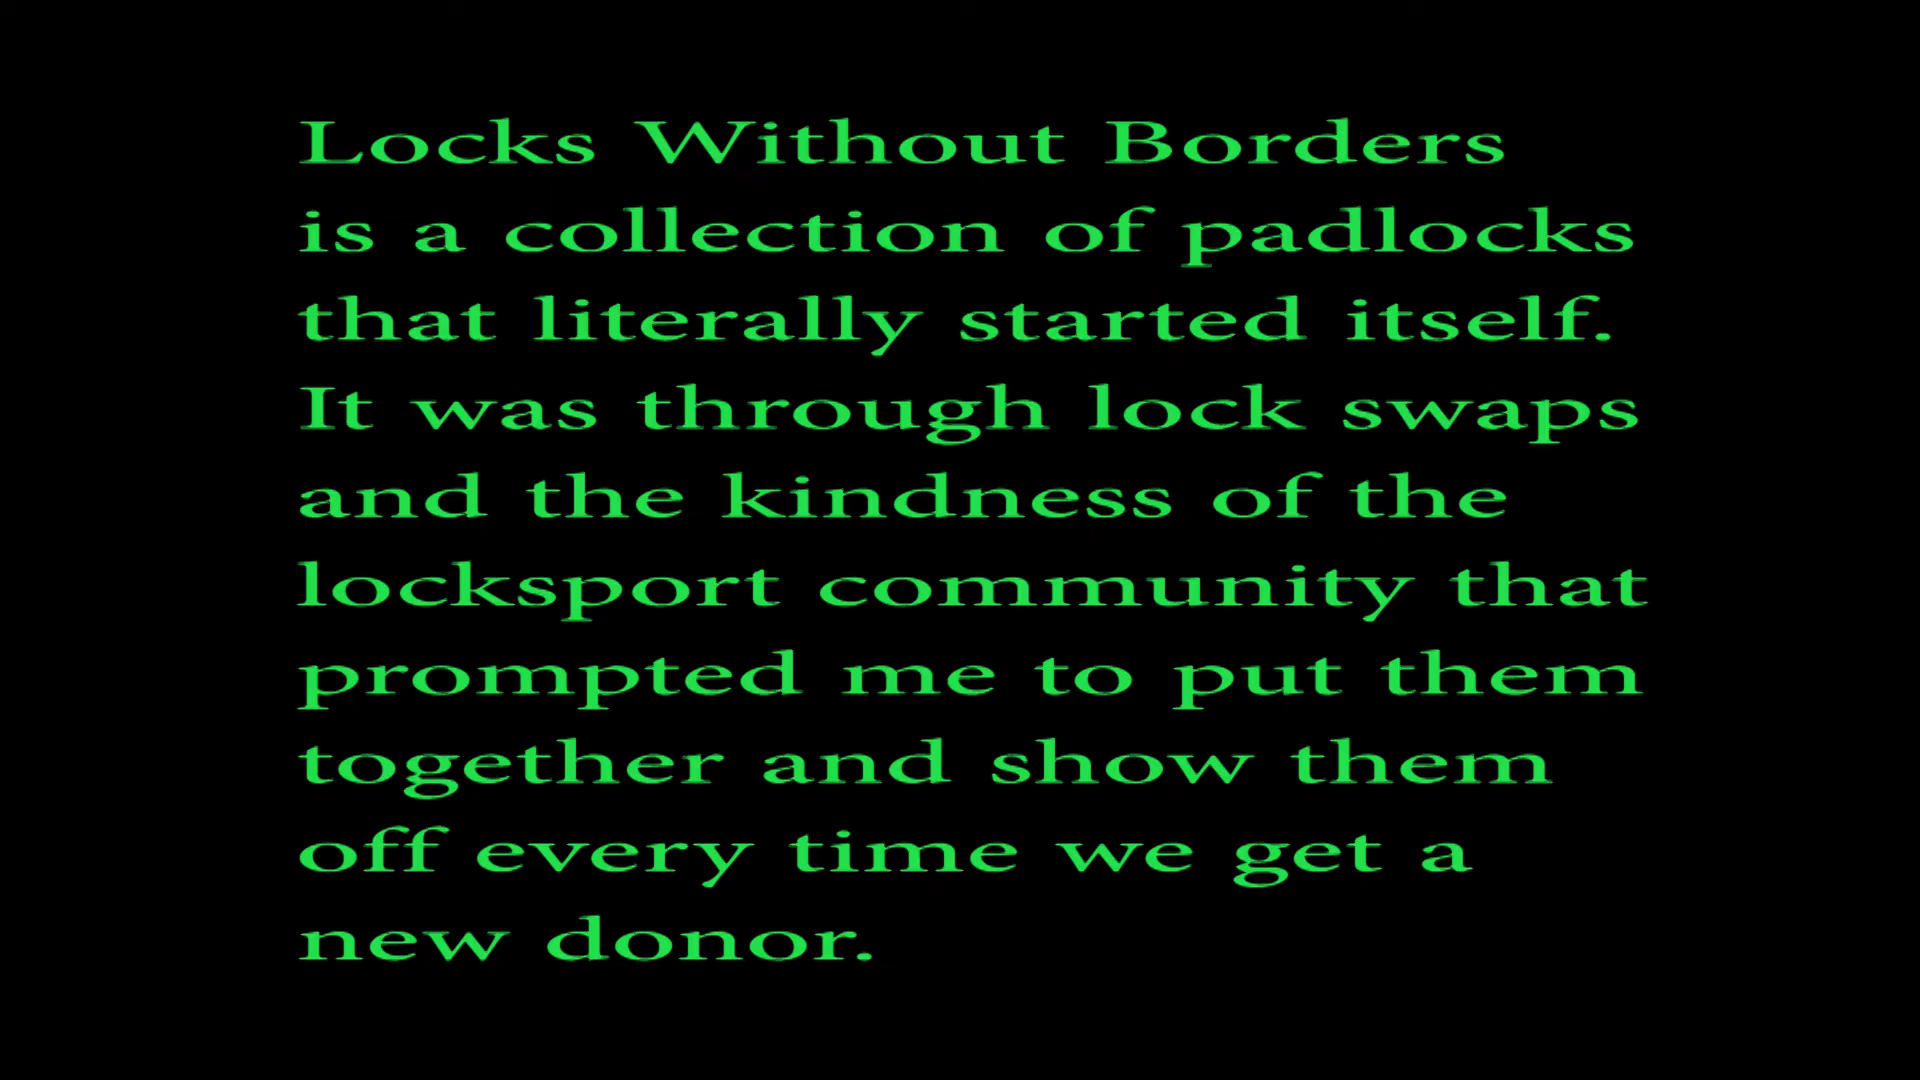 Locks Without Borders
is a collection of padlocks
that literally started itself.
It was through lock swaps
and the kindness of the
locksport community that
prompted me to put them
together and show them
off every time we get a
new donor.